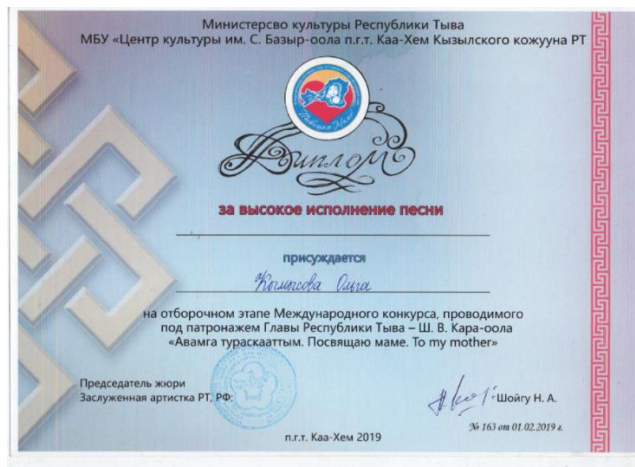 Министерсво культуры Республики Тыва
МБУ «Центр культуры им. С. Базыр-оола п.г.т. Каа-Хем Кызылского кожууна РТ
Диплом
за высокое исполнение песни
присуждается
Ольга
на отборочном этапе Международного конкурса, проводимого
под патронажем Главы Республики Тыва – Ш. В. Кара-оола
«Авамга тураскааттым. Посвящаю маме. To my mother»
Председатель жюри
Заслуженная артистка РТ, РФ:
Шойгу Н. А.
№ 163 от 01.02.2019 г.
п.г.т. Каа-Хем 2019